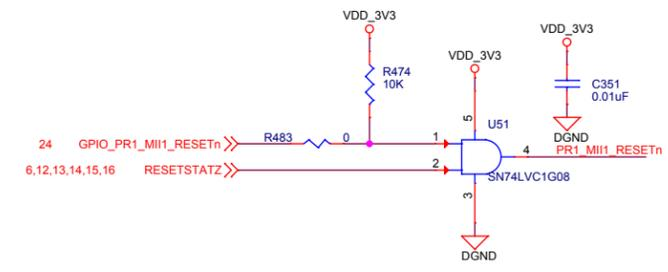 VDD_3V3
VDD_3V3
VDD_3V3
R474
10K
C351
0.01uF
5
U51
DGND
24 GPIO_PR1_MII1_RESETn R483 0 1
4 PR1_MII1_RESETn
6,12,13,14,15,16 RESETSTATZ 2
SN74LVC1G08
3
DGND